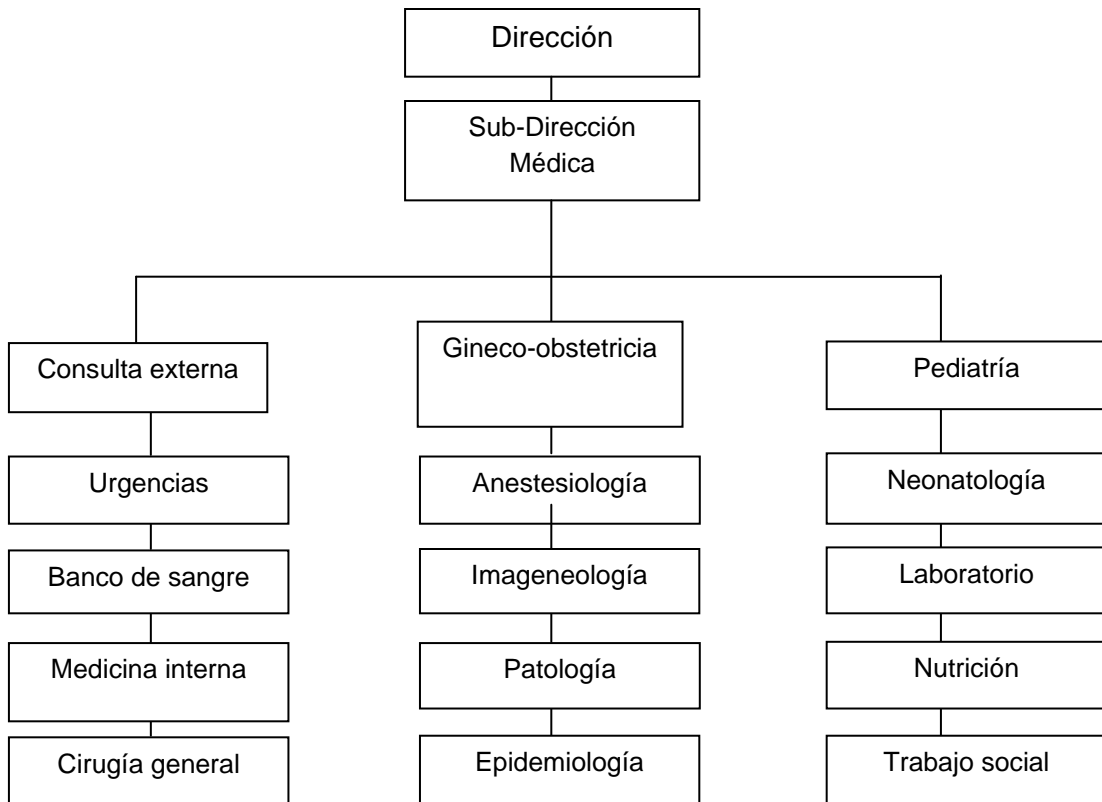 Dirección
Sub-Dirección
Médica
Consulta externa
Gineco-obstetricia
Pediatría
Urgencias
Anestesiología
Neonatología
Banco de sangre
Imageneología
Laboratorio
Medicina interna
Patología
Nutrición
Cirugía general
Epidemiología
Trabajo social